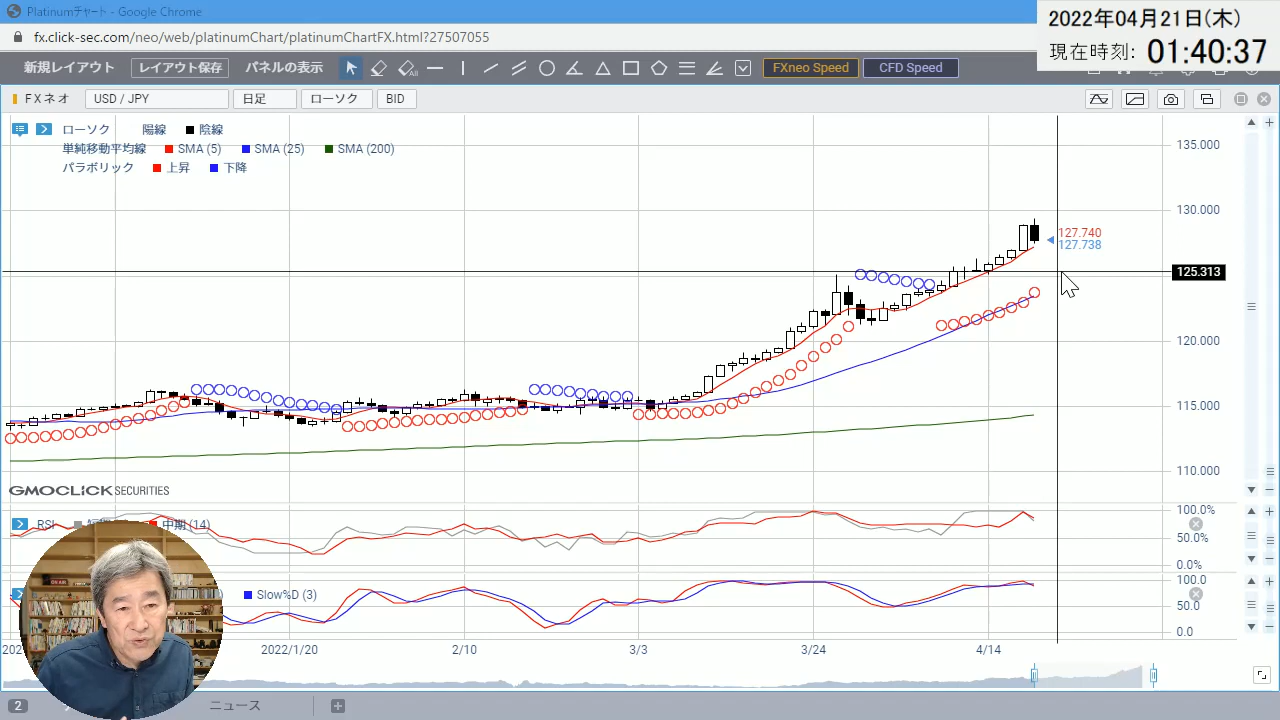 Platinumチャート - Google Chrome
2022年04月21日(木)
現在時刻: 01:40:37
fx.click-sec.com/neo/web/platinumChart/platinumChartFX.html?27507055
新規レイアウト レイアウト保存 パネルの表示 FXneo Speed CFD Speed
FXネオ USD / JPY 日足 ローソク BID
ローソク 陽線 陰線
単純移動平均線 SMA (5) SMA (25) SMA (200)
パラボリック 上昇 下降
135.000
130.000
127.740
127.738
125.313
120.000
115.000
110.000
GMOCLICK SECURITIES
RSI 中期 (14)
100.0%
50.0%
0.0%
ON AIR
Slow%D (3)
100.0
50.0
0.0
2022/1/20 2/10 3/3 3/24 4/14
2 ニュース